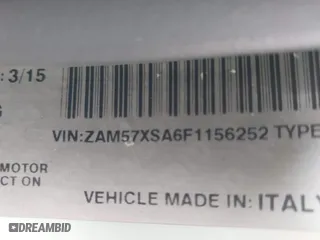 : 3/15
G
VIN:ZAM57XSA6F1156252 TYPE
MOTOR
CT ON
VEHICLE MADE IN: ITALY
DREAMBID